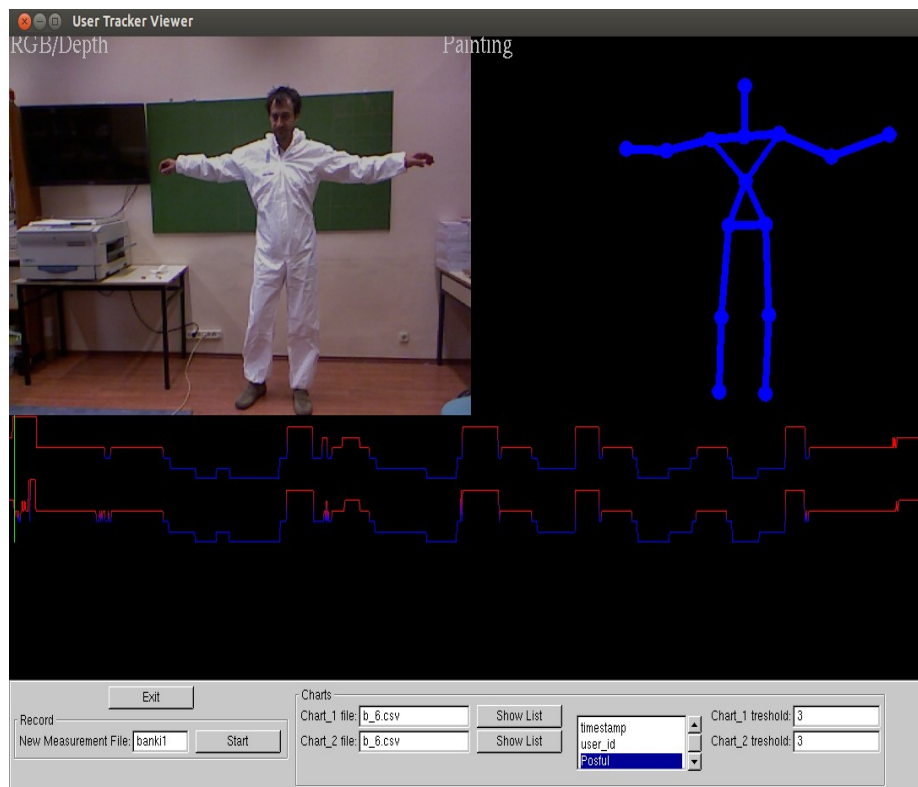 User Tracker Viewer
RGB/Depth
Painting
Exit
Record
New Measurement File: banki1 Start
Charts
Chart_1 file: b_6.csv Show List
Chart_2 file: b_6.csv Show List
timestamp
user_id
Posful
Chart_1 treshold: 3
Chart_2 treshold: 3